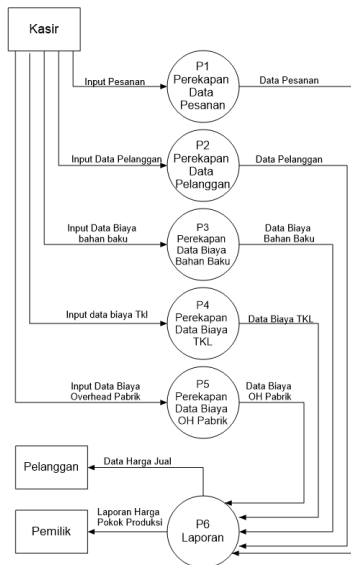 Kasir
Input Pesanan
P1
Perekapan
Data
Pesanan
Data Pesanan
Input Data Pelanggan
P2
Perekapan
Data
Pelanggan
Data Pelanggan
Input Data Biaya
bahan baku
P3
Perekapan
Data Biaya
Bahan Baku
Data Biaya
Bahan Baku
Input data biaya Tkl
P4
Perekapan
Data Biaya
TKL
Data Biaya TKL
Input Data Biaya
Overhead Pabrik
P5
Perekapan
Data Biaya
OH Pabrik
Data Biaya
OH Pabrik
Pelanggan
Data Harga Jual
Pemilik
Laporan Harga
Pokok Produksi
P6
Laporan